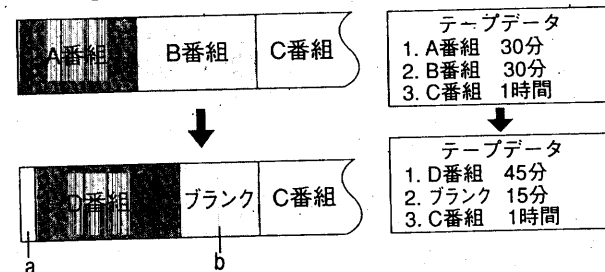 A番組 B番組 C番組
テープデータ
1. A番組 30分
2. B番組 30分
3. C番組 1時間
D番組 ブランク C番組
a b
テープデータ
1. D番組 45分
2. ブランク 15分
3. C番組 1時間